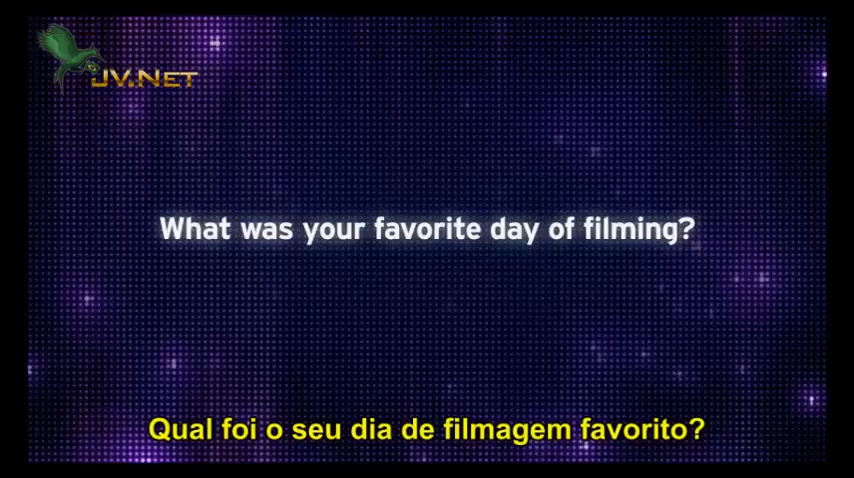 JV.Net
What was your favorite day of filming?
Qual foi o seu dia de filmagem favorito?